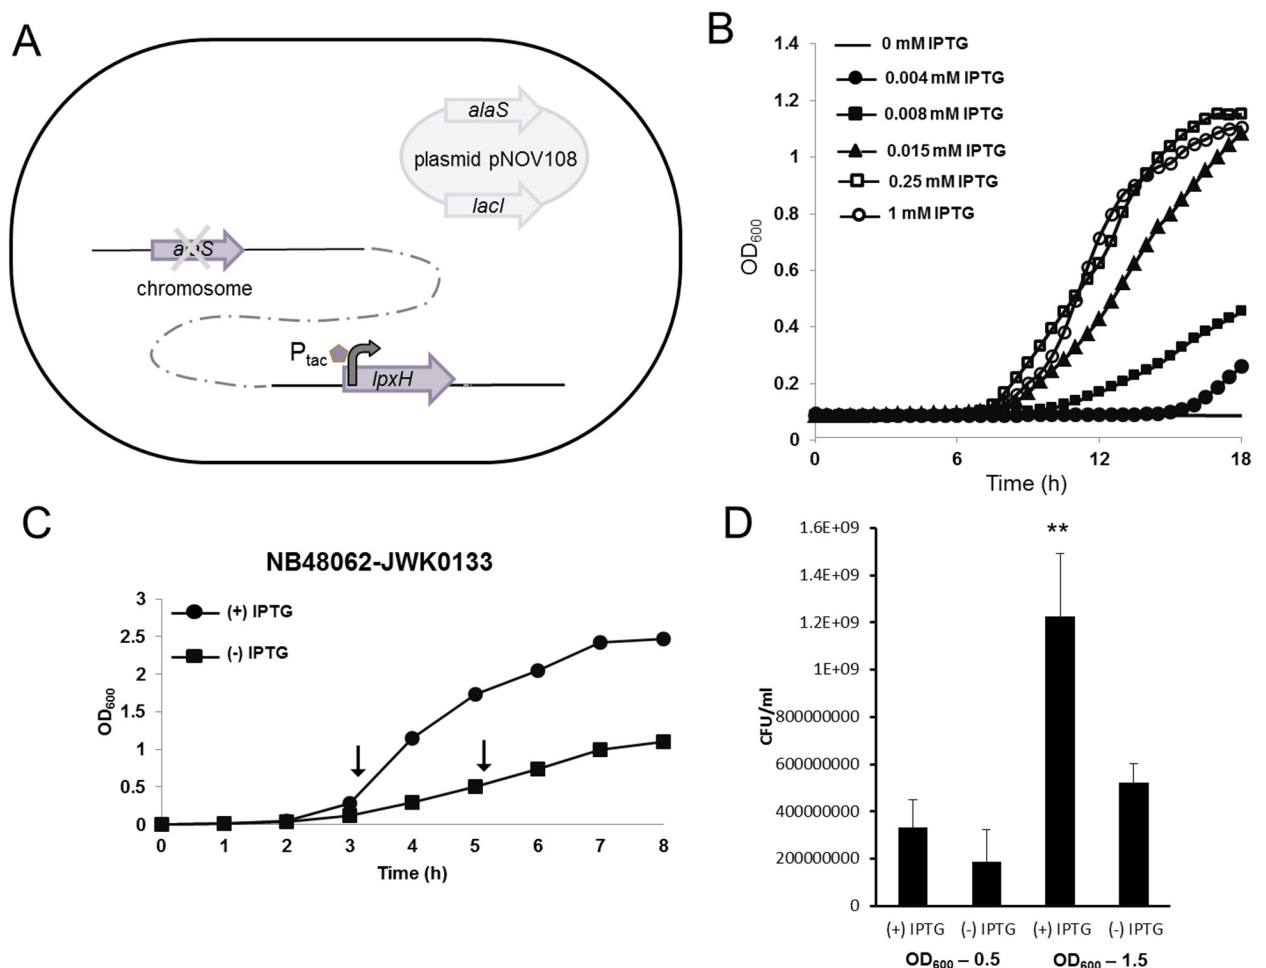 A
alaS
plasmid pNOV108
lacI
alaS
chromosome
Ptac
lpxH
B
0 mM IPTG
0.004 mM IPTG
0.008 mM IPTG
0.015 mM IPTG
0.25 mM IPTG
1 mM IPTG
1.4
1.2
1
0.8
0.6
0.4
0.2
0
OD600
0 6 12 18
Time (h)
C
NB48062-JWK0133
(+) IPTG
(-) IPTG
3
2.5
2
1.5
1
0.5
0
OD600
0 1 2 3 4 5 6 7 8
Time (h)
D
**
1.6E+09
1.4E+09
1.2E+09
1E+09
800000000
600000000
400000000
200000000
0
CFU/ml
(+) IPTG (-) IPTG (+) IPTG (-) IPTG
OD600 – 0.5 OD600 – 1.5